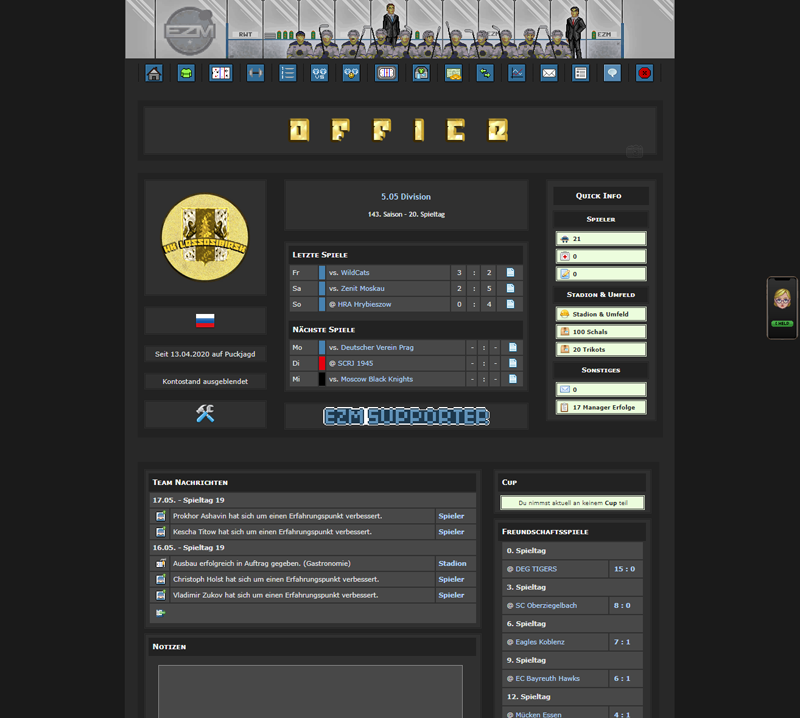 EZM
RWT
EZM
OFFICE
HK Lessosibirsk
Seit 13.04.2020 auf Puckjagd
Kontostand ausgeblendet
5.05 Division
143. Saison - 20. Spieltag
Letzte Spiele
Fr vs. WildCats 3 : 2
Sa vs. Zenit Moskau 2 : 5
So @ HRA Hrybieszow 0 : 4
Nächste Spiele
Mo vs. Deutscher Verein Prag - : -
Di @ SCRJ 1945 - : -
Mi vs. Moscow Black Knights - : -
EZM SUPPORTER
Quick Info
Spieler
21
0
0
Stadion & Umfeld
Stadion & Umfeld
100 Schals
20 Trikots
Sonstiges
0
17 Manager Erfolge
Team Nachrichten
17.05. - Spieltag 19
Prokhor Ashavin hat sich um einen Erfahrungspunkt verbessert. Spieler
Kescha Titow hat sich um einen Erfahrungspunkt verbessert. Spieler
16.05. - Spieltag 19
Ausbau erfolgreich in Auftrag gegeben. (Gastronomie) Stadion
Christoph Holst hat sich um einen Erfahrungspunkt verbessert. Spieler
Vladimir Zukov hat sich um einen Erfahrungspunkt verbessert. Spieler
Notizen
Cup
Du nimmst aktuell an keinem Cup teil
Freundschaftsspiele
0. Spieltag
@ DEG TIGERS 15 : 0
3. Spieltag
@ SC Oberziegelbach 8 : 0
6. Spieltag
@ Eagles Koblenz 7 : 1
9. Spieltag
@ EC Bayreuth Hawks 6 : 1
12. Spieltag
@ Mücken Essen 4 : 1